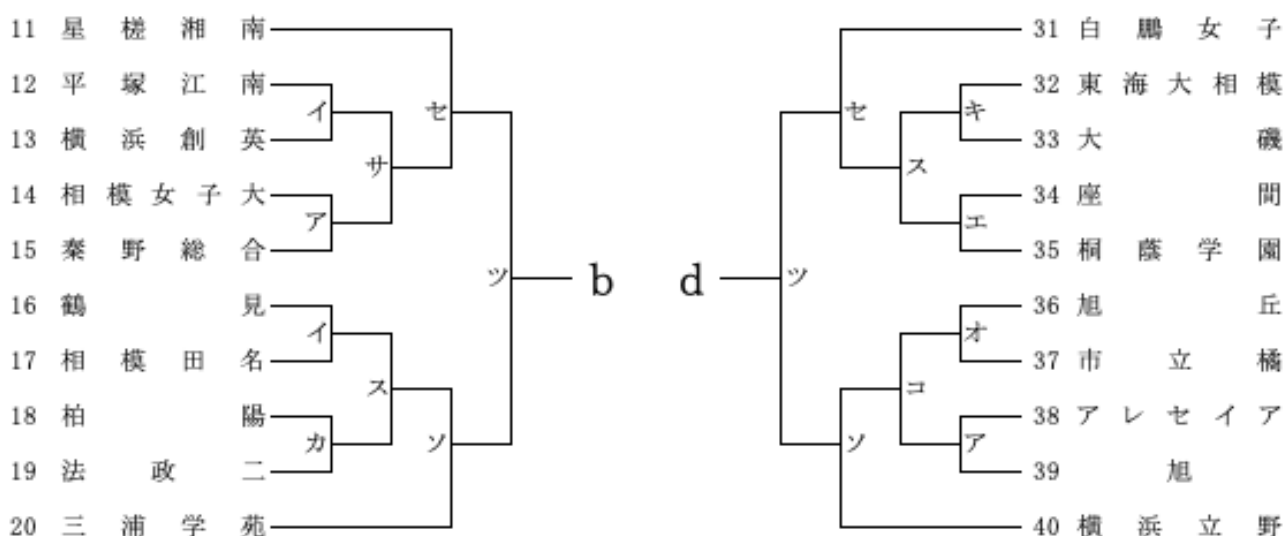 11 星槎湘南
12 平塚江南
イ
13 横浜創英
サ
セ
14 相模女子大
ア
15 秦野総合
16 鶴見
イ
17 相模田名
ス
18 柏陽
カ
19 法政二
ソ
20 三浦学苑
ツ
b
d
ツ
31 白鵬女子
32 東海大相模
キ
33 大磯
セ
ス
34 座間
エ
35 桐蔭学園
36 旭丘
オ
37 市立橘
コ
38 アレセイア
ア
39 旭
ソ
40 横浜立野